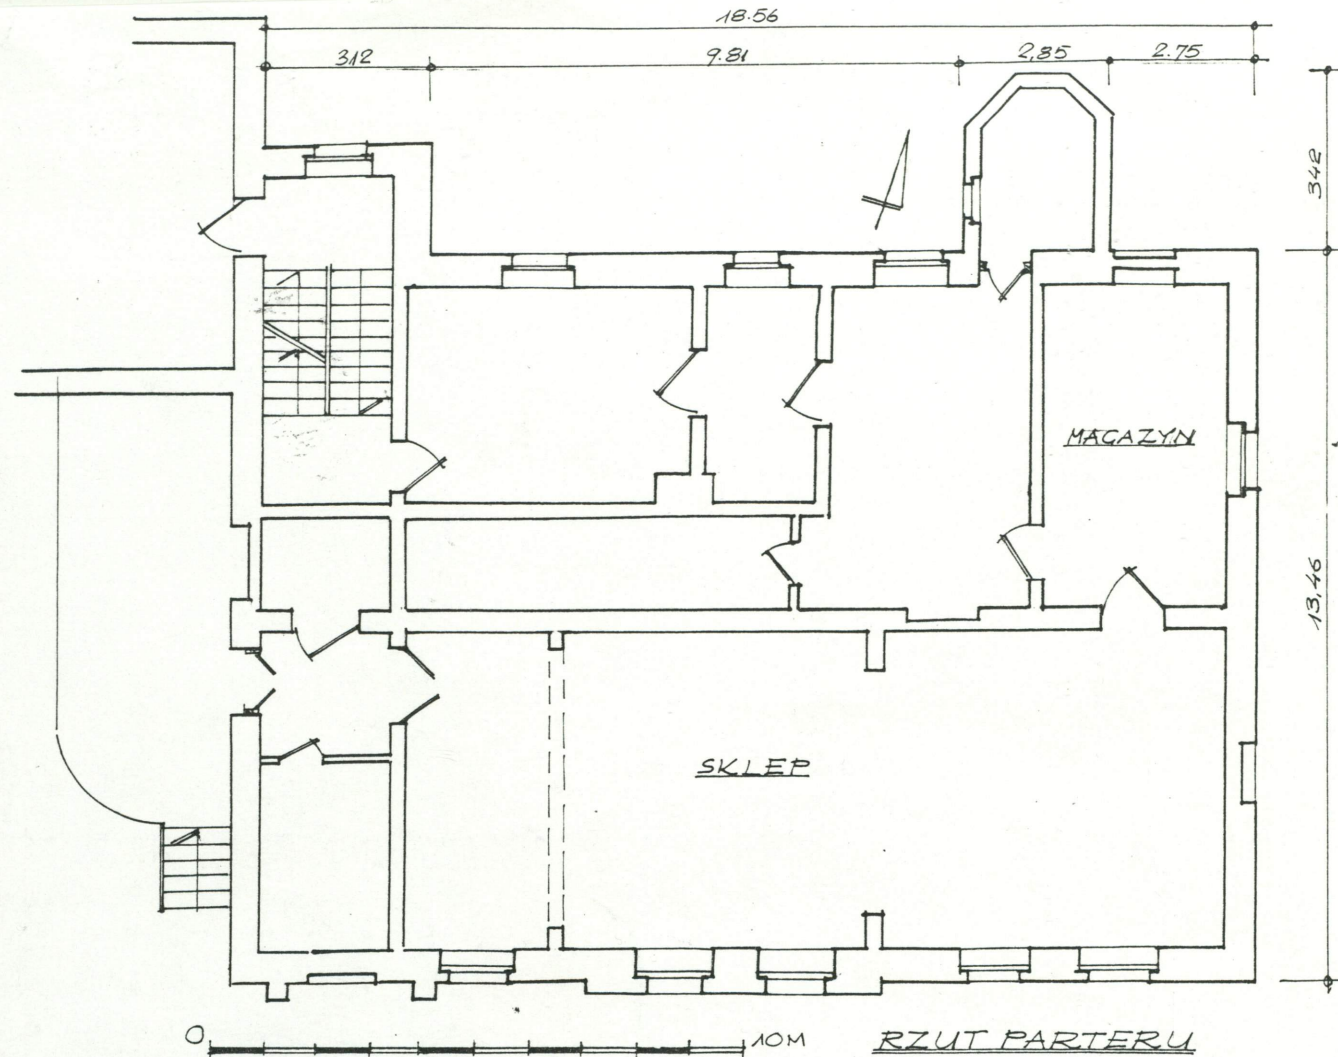 18.56
312 9.81 2,85 2.75
342
MAGAZYN
13,46
SKLEP
0 10M
RZUT PARTERU